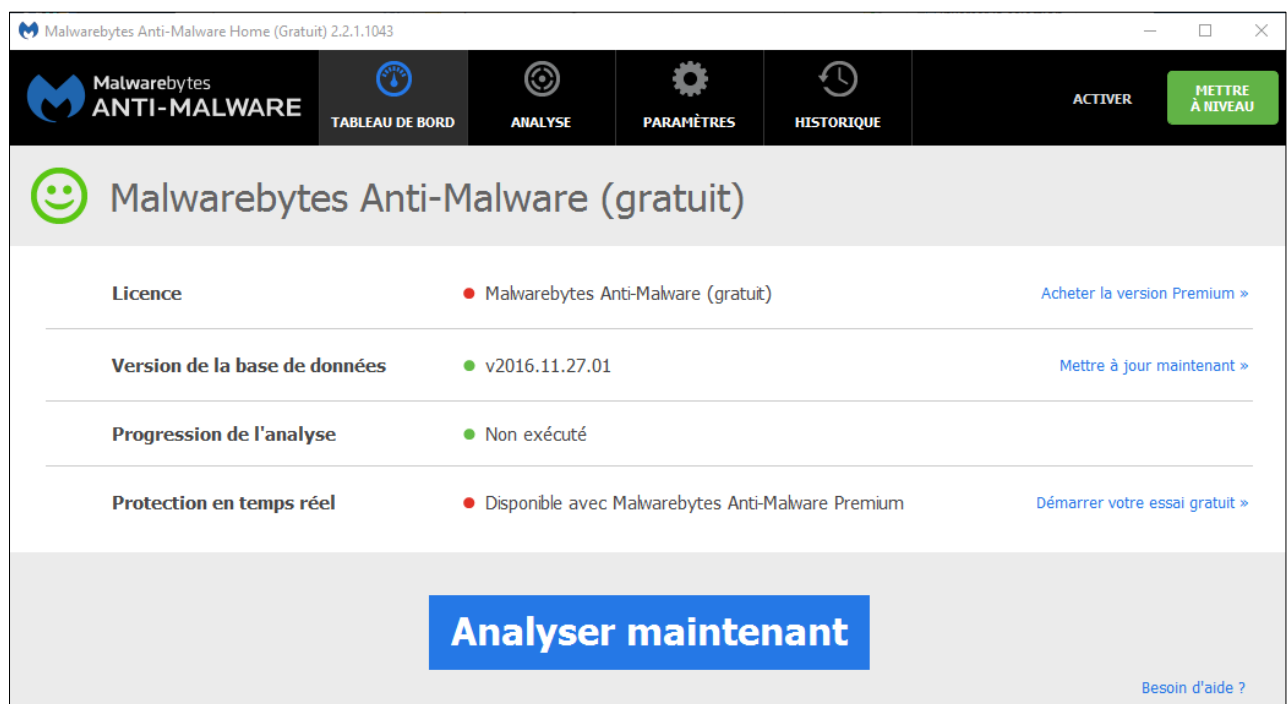 Malwarebytes Anti-Malware Home (Gratuit) 2.2.1.1043
Malwarebytes
ANTI-MALWARE
TABLEAU DE BORD
ANALYSE
PARAMÈTRES
HISTORIQUE
ACTIVER
METTRE
À NIVEAU
Malwarebytes Anti-Malware (gratuit)
Licence Malwarebytes Anti-Malware (gratuit) Acheter la version Premium »
Version de la base de données v2016.11.27.01 Mettre à jour maintenant »
Progression de l'analyse Non exécuté
Protection en temps réel Disponible avec Malwarebytes Anti-Malware Premium Démarrer votre essai gratuit »
Analyser maintenant
Besoin d'aide ?